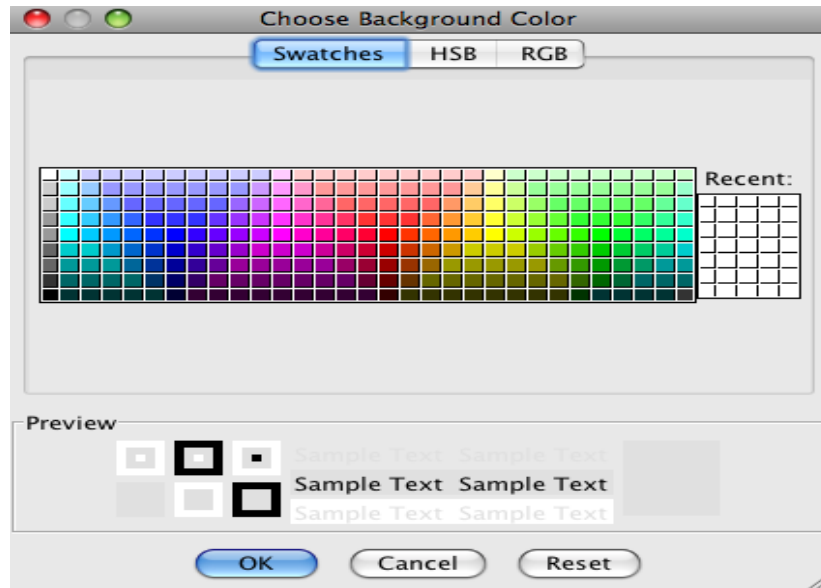 Choose Background Color
Swatches HSB RGB
Recent:
Preview
Sample Text Sample Text
Sample Text Sample Text
Sample Text Sample Text
OK Cancel Reset